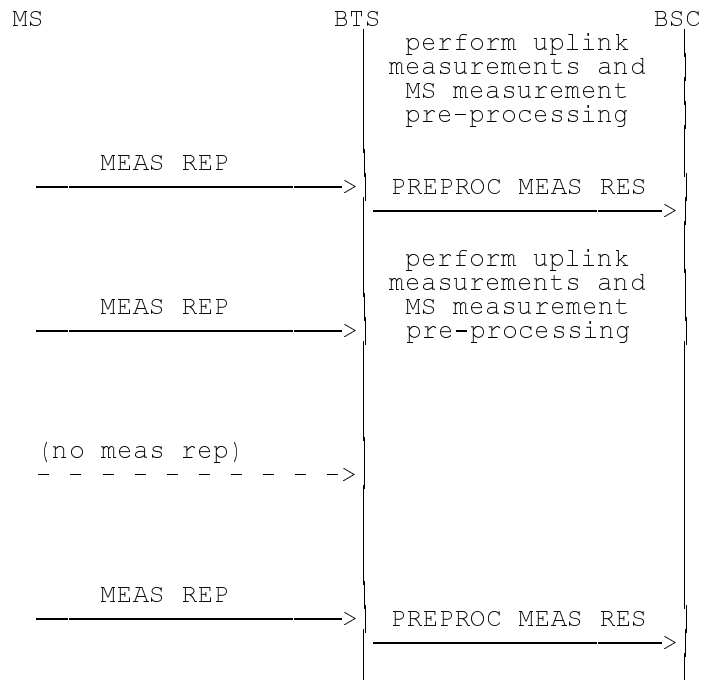 MS BTS BSC
perform uplink
measurements and
MS measurement
pre-processing
MEAS REP
PREPROC MEAS RES
perform uplink
measurements and
MEAS REP
MS measurement
pre-processing
(no meas rep)
MEAS REP
PREPROC MEAS RES